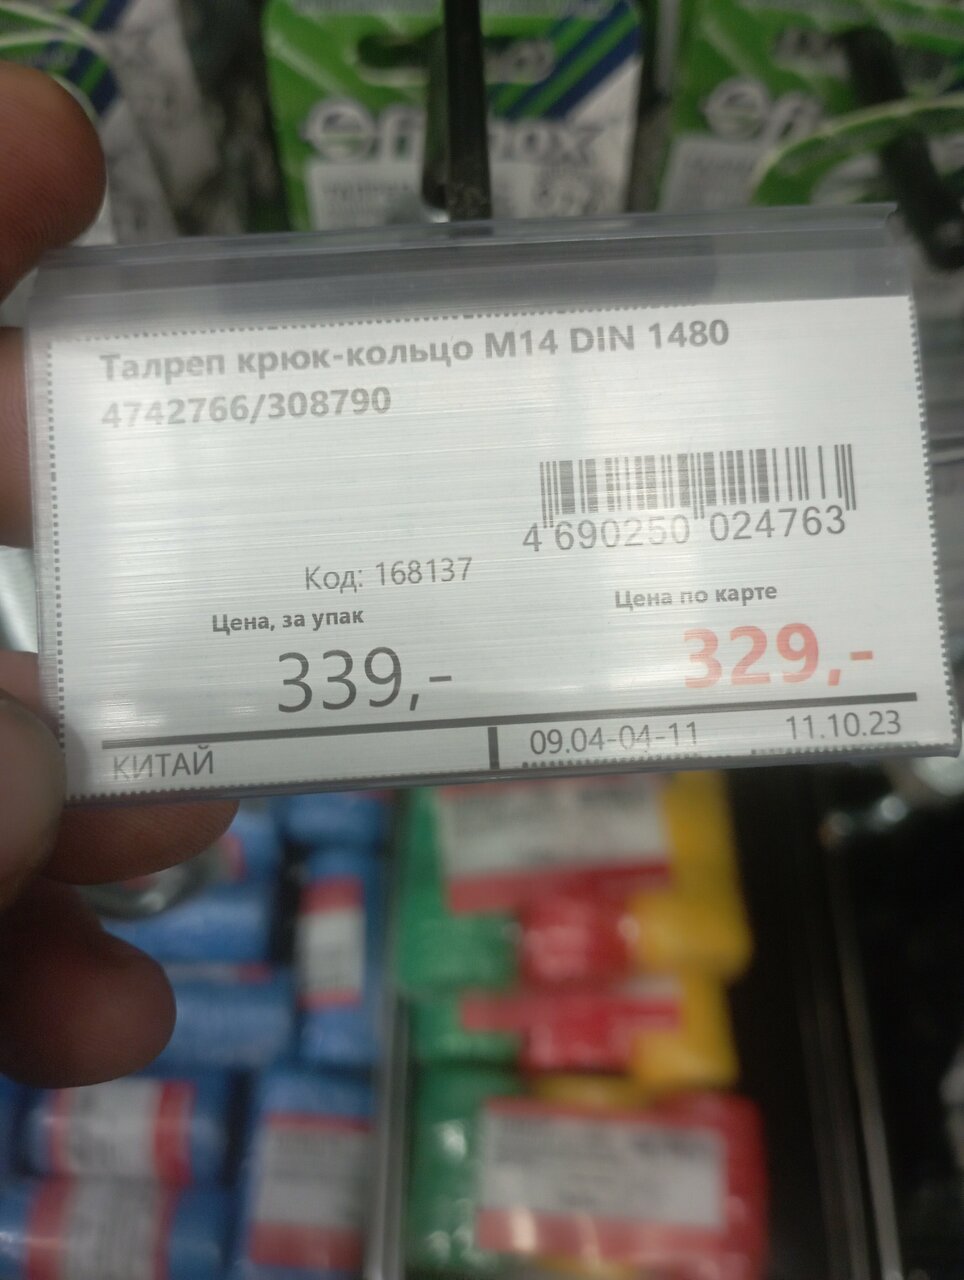 Талреп крюк-кольцо М14 DIN 1480
4742766/308790
4 690250 024763
Код: 168137
Цена, за упак
Цена по карте
339,-
329,-
КИТАЙ
09.04-04-11
11.10.23